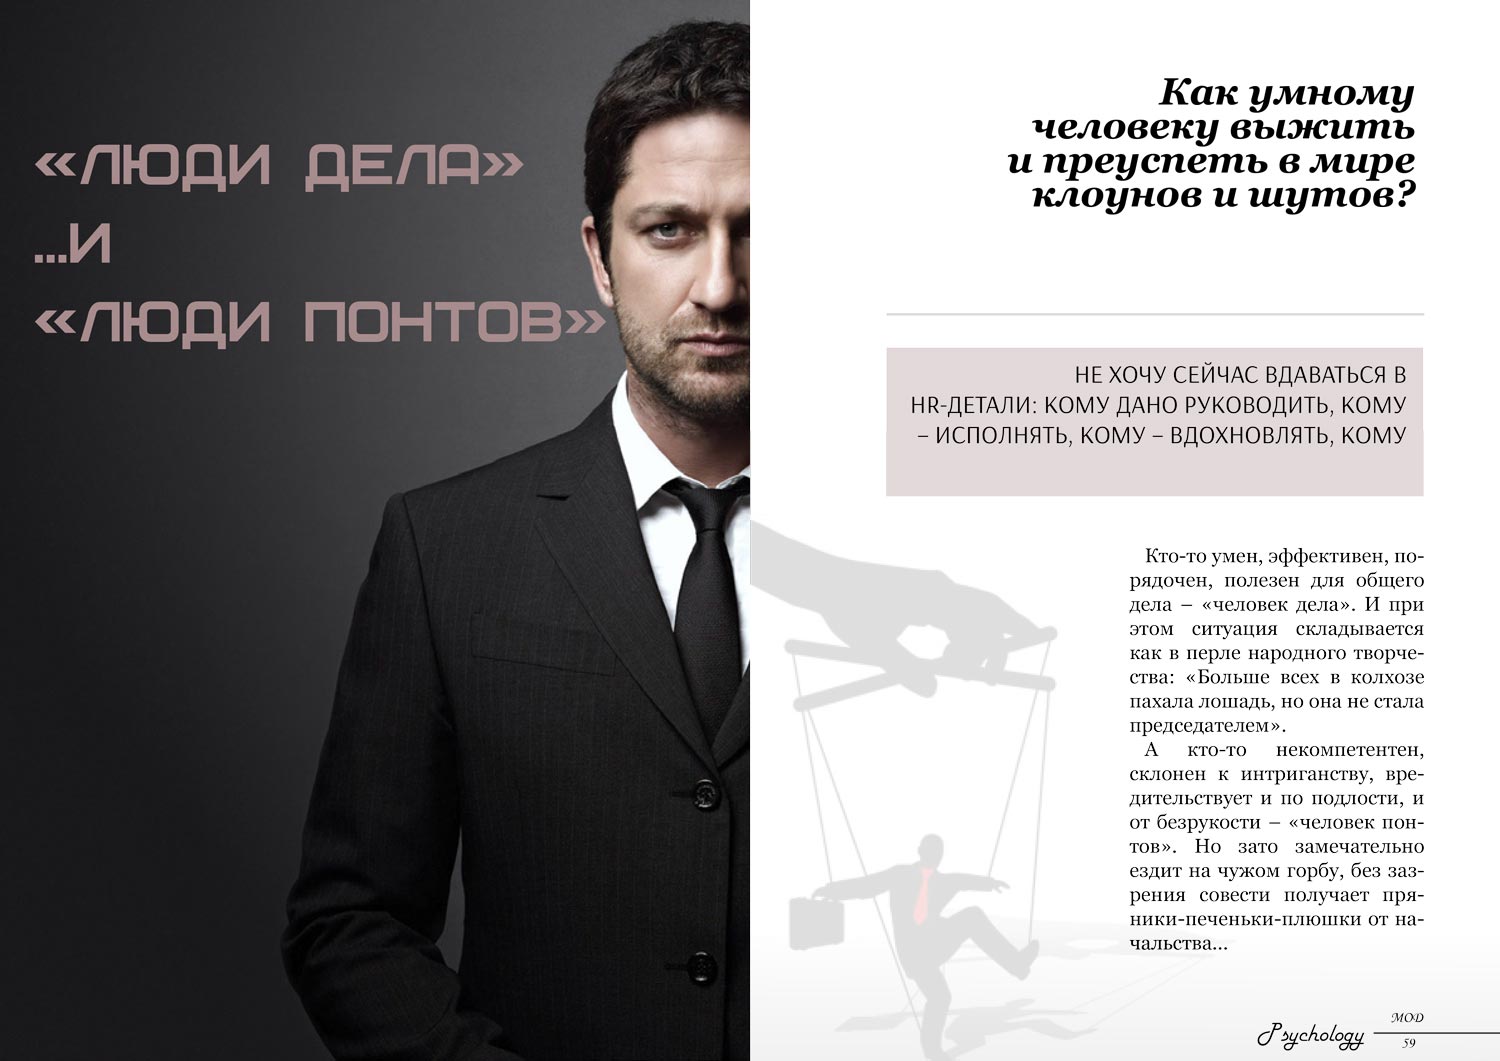 «ЛЮДИ ДЕЛА»
...И
«ЛЮДИ ПОНТОВ»
Как умному
человеку выжить
и преуспеть в мире
клоунов и шутов?
НЕ ХОЧУ СЕЙЧАС ВДАВАТЬСЯ В
HR-ДЕТАЛИ: КОМУ ДАНО РУКОВОДИТЬ, КОМУ
– ИСПОЛНЯТЬ, КОМУ – ВДОХНОВЛЯТЬ, КОМУ
Кто-то умен, эффективен, по-
рядочен, полезен для общего
дела – «человек дела». И при
этом ситуация складывается
как в перле народного творче-
ства: «Больше всех в колхозе
пахала лошадь, но она не стала
председателем».
А кто-то некомпетентен,
склонен к интриганству, вре-
дительствует и по подлости, и
от безрукости – «человек пон-
тов». Но зато замечательно
ездит на чужом горбу, без заз-
рения совести получает пря-
ники-печеньки-плюшки от на-
чальства...
Psychology
MOD
59